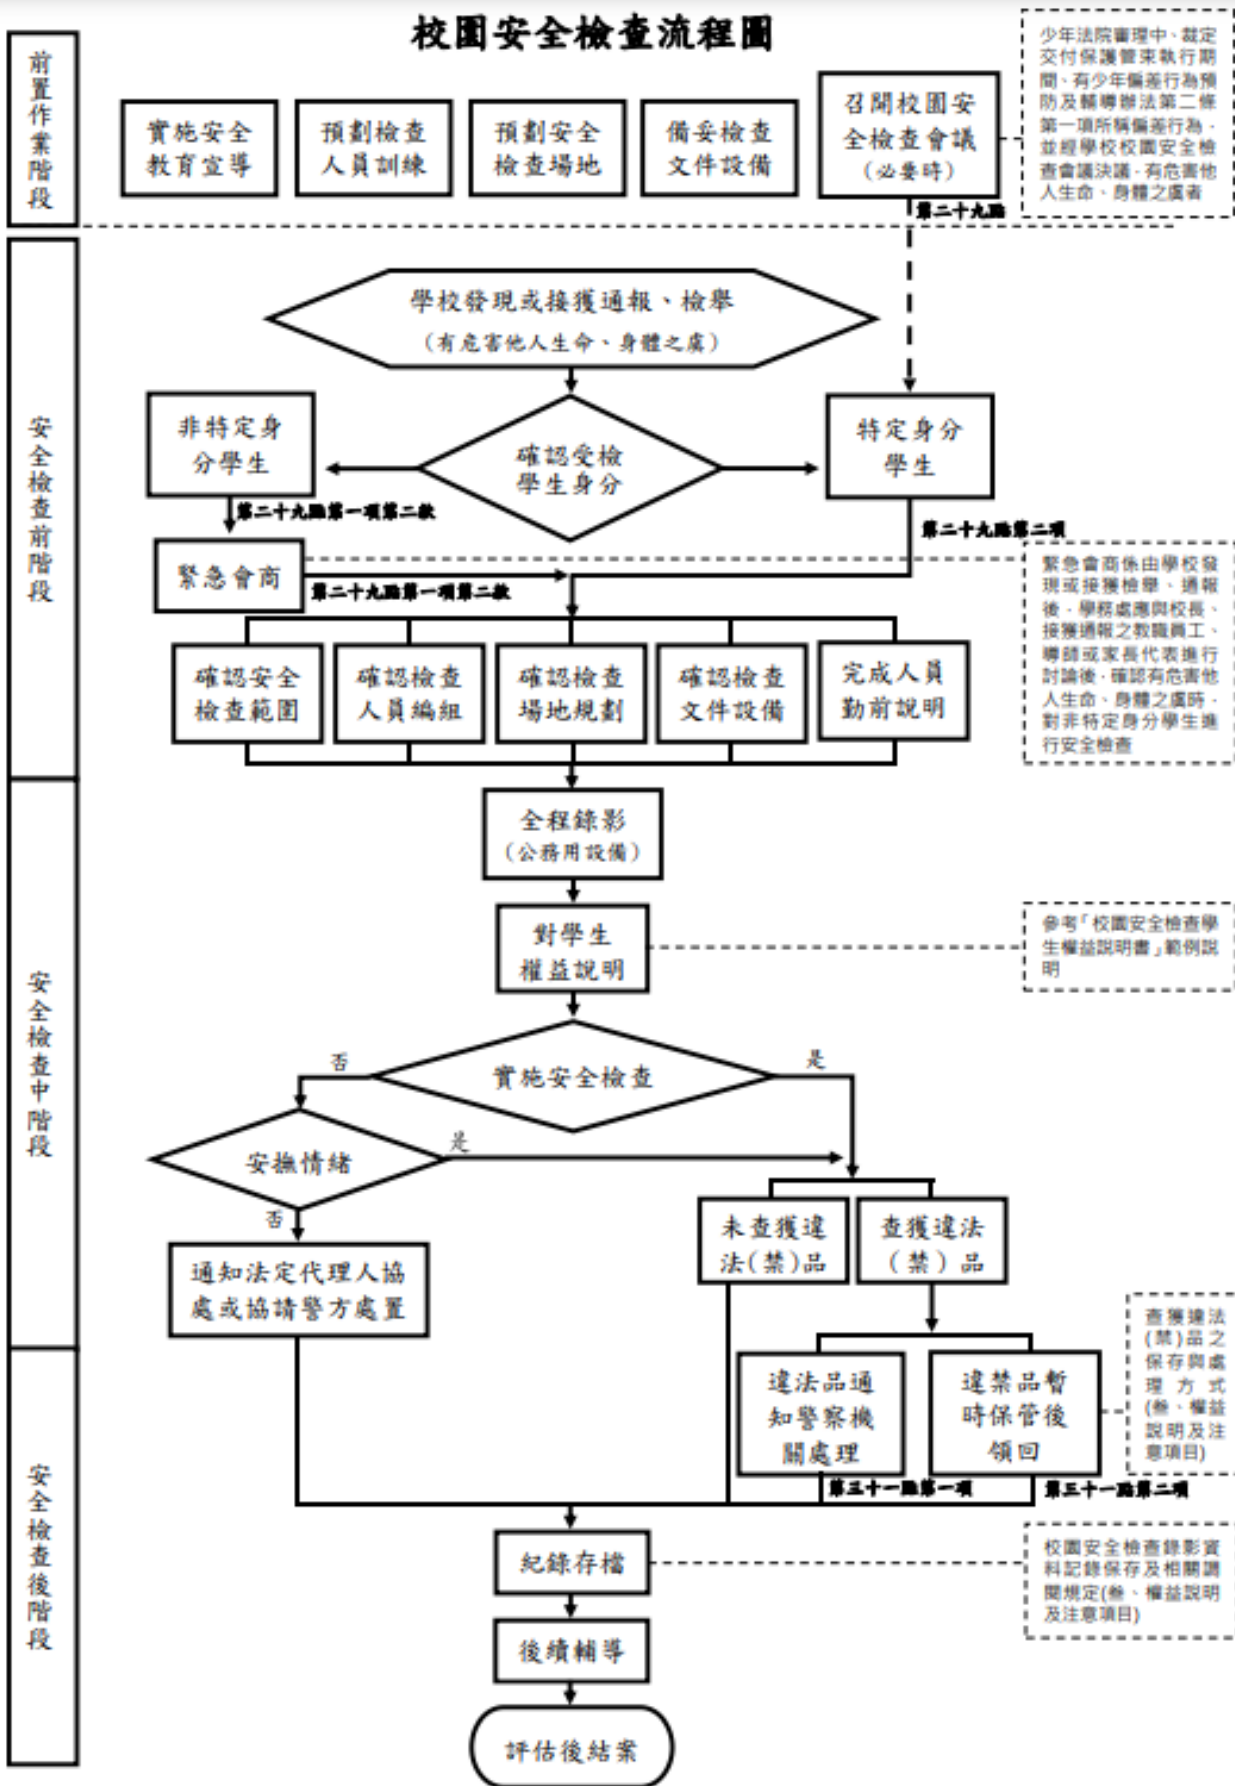 校園安全檢查流程圖
前置作業階段
實施安全
教育宣導
預劃檢查
人員訓練
預劃安全
檢查場地
備妥檢查
文件設備
召開校園安
全檢查會議
(必要時)
第二十九點
少年法院審理中、裁定
交付保護管束執行期
間、有少年偏差行為預
防及輔導辦法第二條
第一項所稱偏差行為，
並經學校校園安全檢
查會議決議，有危害他
人生命、身體之虞者
安全檢查前階段
學校發現或接獲通報、檢舉
(有危害他人生命、身體之虞)
非特定身
分學生
確認受檢
學生身分
特定身分
學生
第二十九點第一項第二款
第二十九點第二項
緊急會商
第二十九點第一項第二款
緊急會商係由學校發
現或接獲檢舉、通報
後，學務處應與校長、
接獲通報之教職員工、
導師或家長代表進行
討論後，確認有危害他
人生命、身體之虞時，
對非特定身分學生進
行安全檢查
確認安全
檢查範圍
確認檢查
人員編組
確認檢查
場地規劃
確認檢查
文件設備
完成人員
勤前說明
安全檢查中階段
全程錄影
(公務用設備)
對學生
權益說明
參考「校園安全檢查學
生權益說明書」範例說
明
實施安全檢查
否
是
安撫情緒
是
否
通知法定代理人協
處或協請警方處置
未查獲違
法(禁)品
查獲違法
(禁)品
違法品通
知警察機
關處理
違禁品暫
時保管後
領回
查獲違法
(禁)品之
保存與處
理方式
(叁、權益
說明及注
意項目)
第三十一點第一項
第三十一點第二項
安全檢查後階段
紀錄存檔
校園安全檢查錄影資
料記錄保存及相關調
閱規定(叁、權益說明
及注意項目)
後續輔導
評估後結案